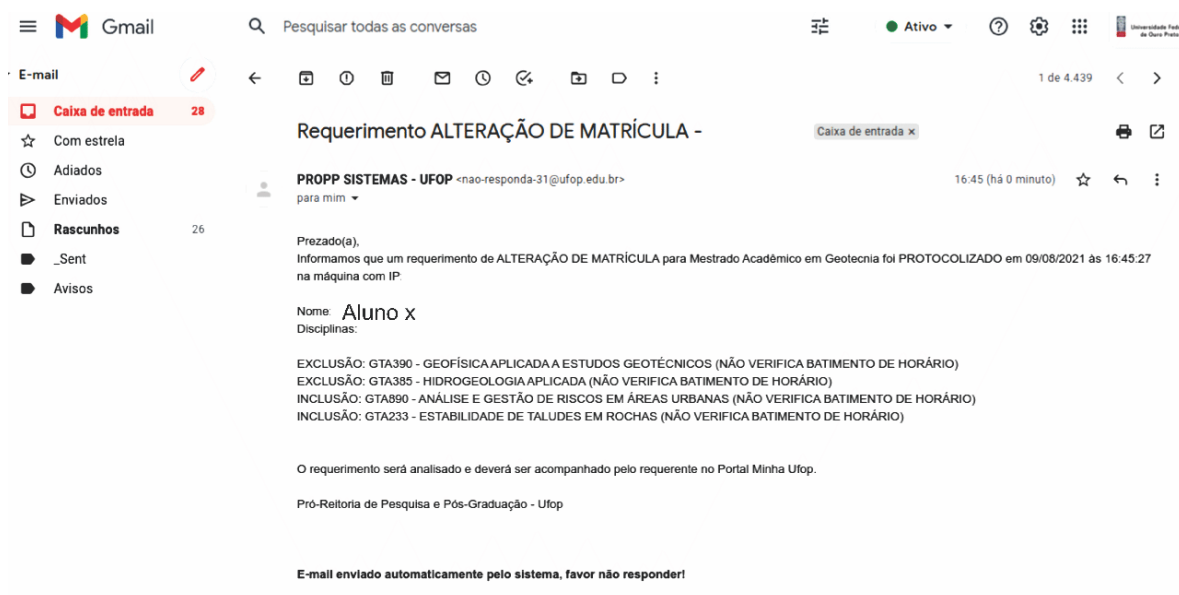 Gmail
Pesquisar todas as conversas
Ativo
Universidade Fed
de Ouro Preto
E-mail
Caixa de entrada 28
Com estrela
Adiados
Enviados
Rascunhos 26
_Sent
Avisos
1 de 4.439
Requerimento ALTERAÇÃO DE MATRÍCULA - Caixa de entrada ×
PROPP SISTEMAS - UFOP <nao-responda-31@ufop.edu.br> 16:45 (há 0 minuto)
para mim
Prezado(a),
Informamos que um requerimento de ALTERAÇÃO DE MATRÍCULA para Mestrado Acadêmico em Geotecnia foi PROTOCOLIZADO em 09/08/2021 às 16:45:27
na máquina com IP:
Nome: Aluno x
Disciplinas:
EXCLUSÃO: GTA390 - GEOFÍSICA APLICADA A ESTUDOS GEOTÉCNICOS (NÃO VERIFICA BATIMENTO DE HORÁRIO)
EXCLUSÃO: GTA385 - HIDROGEOLOGIA APLICADA (NÃO VERIFICA BATIMENTO DE HORÁRIO)
INCLUSÃO: GTA890 - ANÁLISE E GESTÃO DE RISCOS EM ÁREAS URBANAS (NÃO VERIFICA BATIMENTO DE HORÁRIO)
INCLUSÃO: GTA233 - ESTABILIDADE DE TALUDES EM ROCHAS (NÃO VERIFICA BATIMENTO DE HORÁRIO)
O requerimento será analisado e deverá ser acompanhado pelo requerente no Portal Minha Ufop.
Pró-Reitoria de Pesquisa e Pós-Graduação - Ufop
E-mail enviado automaticamente pelo sistema, favor não responder!